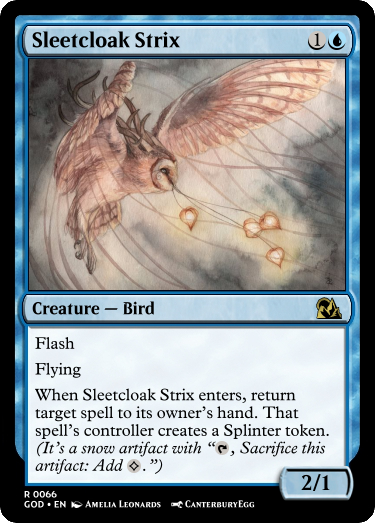 Sleetcloak Strix 1
Creature — Bird
Flash
Flying
When Sleetcloak Strix enters, return
target spell to its owner's hand. That
spell's controller creates a Splinter token.
(It's a snow artifact with “, Sacrifice this
artifact: Add .”)
2/1
R 0066
GOD • EN Amelia Leonards CanterburyEgg